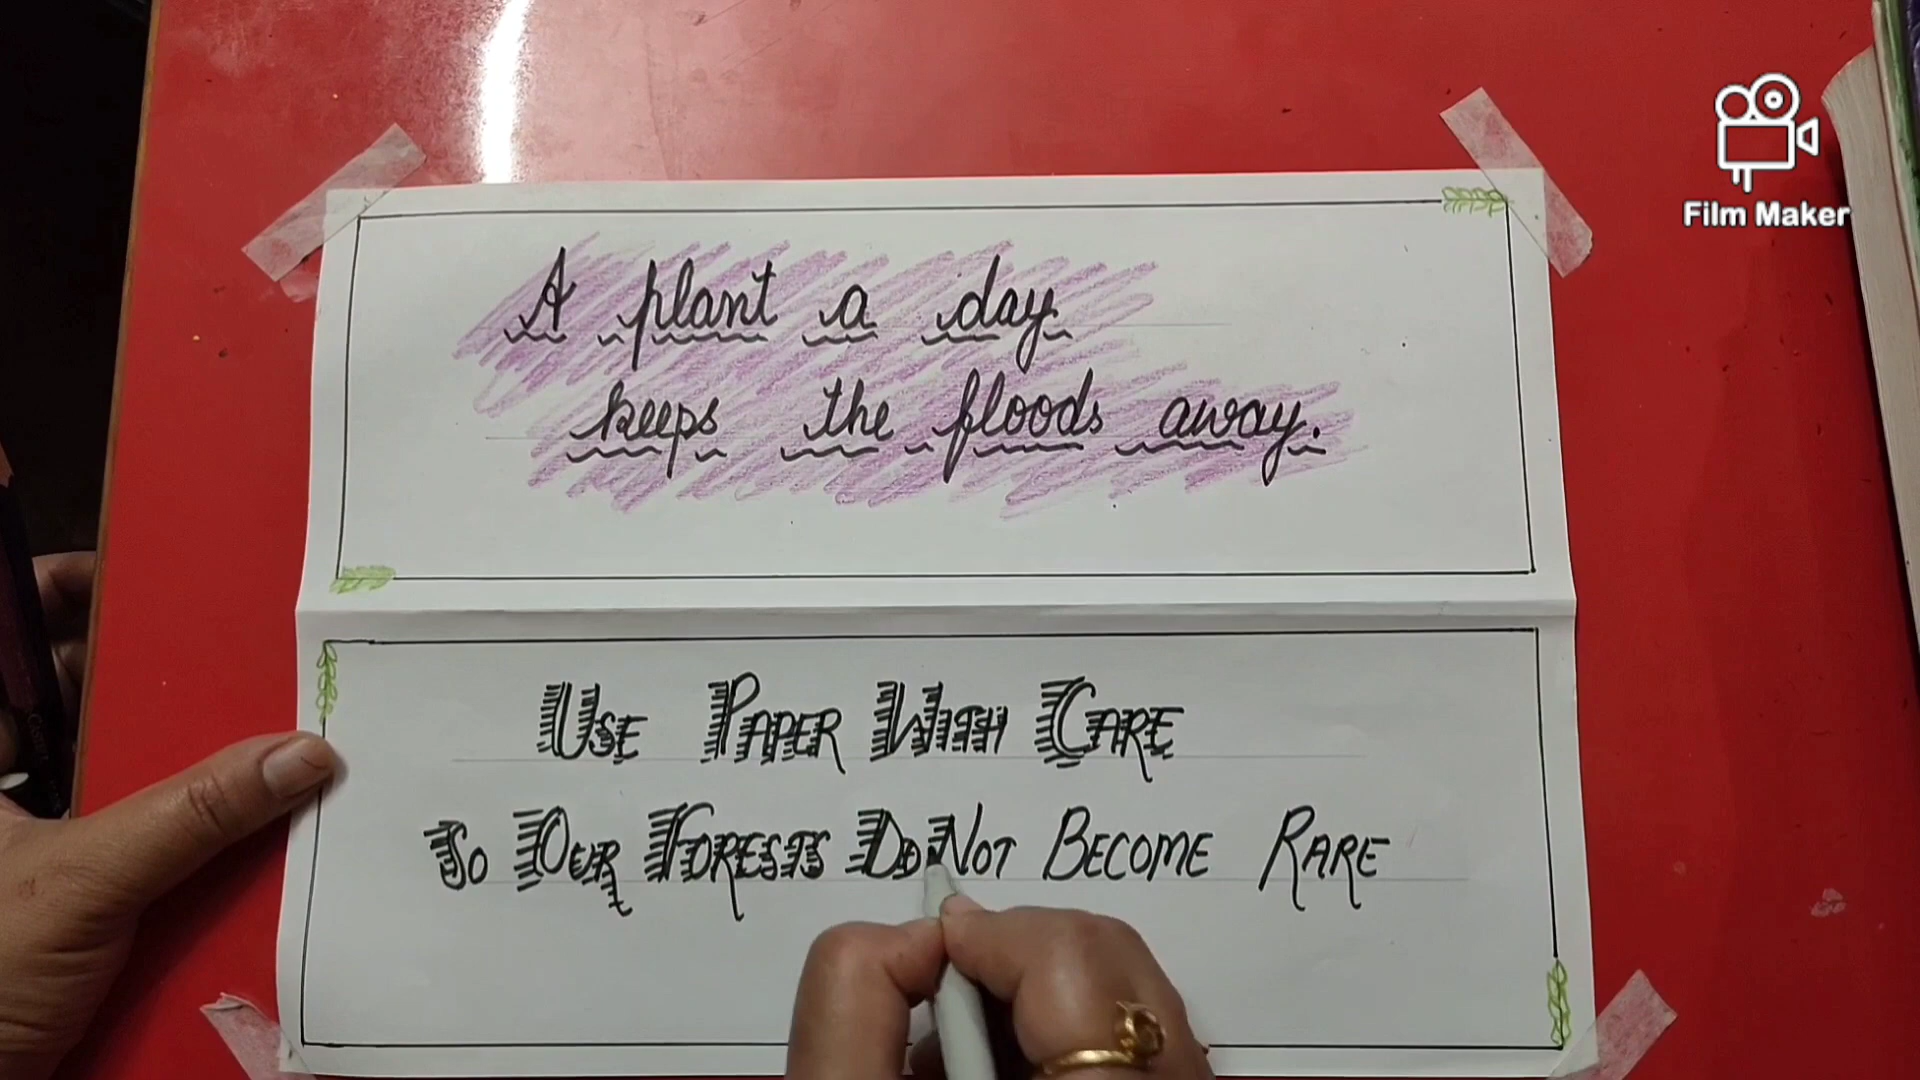 Film Maker
A plant a day
keeps the floods away.
USE PAPER WITH CARE
SO OUR FORESTS DO NOT BECOME RARE